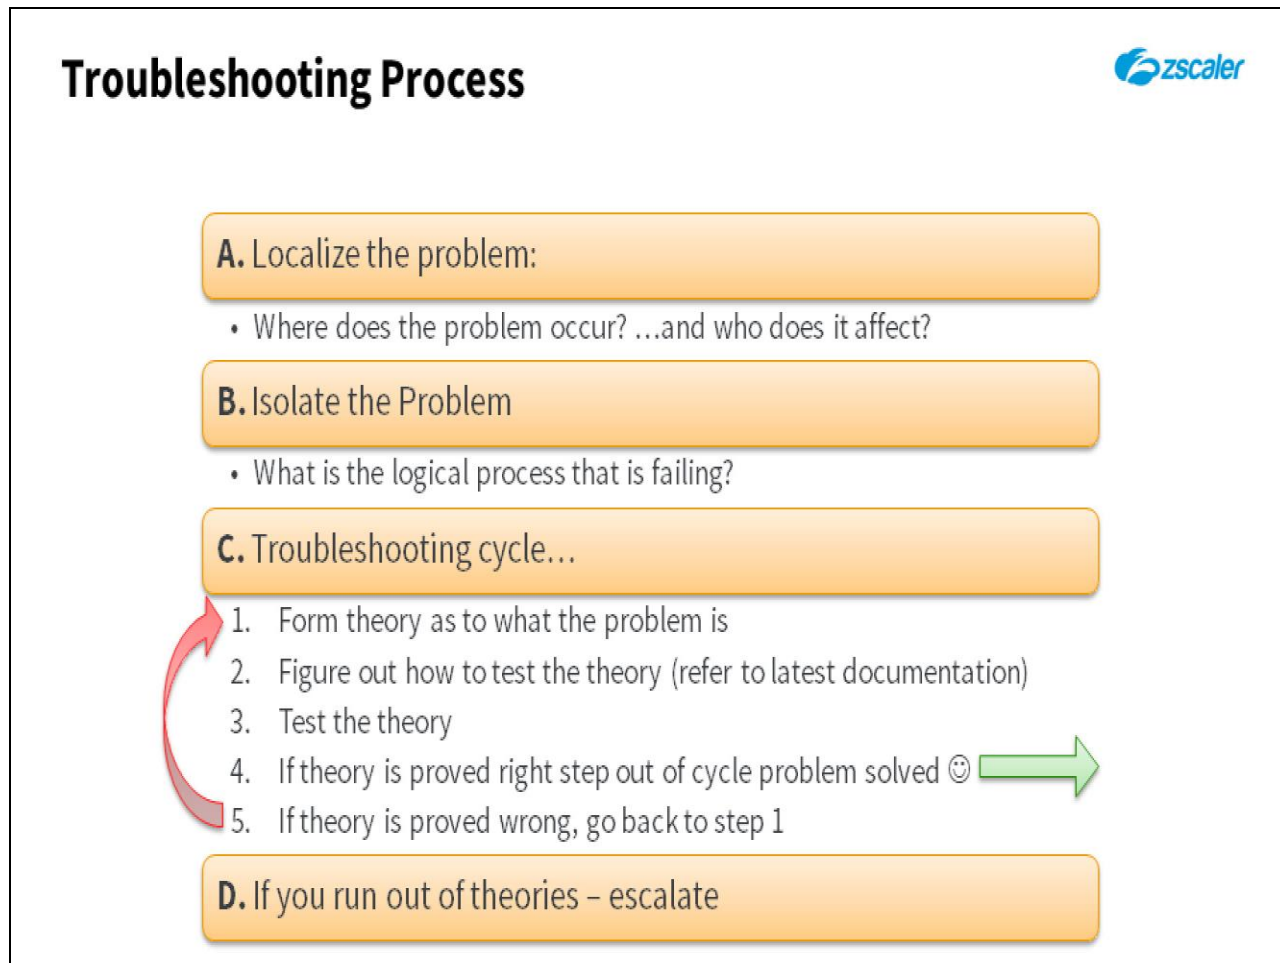 Troubleshooting Process
zscaler
A. Localize the problem:
• Where does the problem occur? ...and who does it affect?
B. Isolate the Problem
• What is the logical process that is failing?
C. Troubleshooting cycle...
1. Form theory as to what the problem is
2. Figure out how to test the theory (refer to latest documentation)
3. Test the theory
4. If theory is proved right step out of cycle problem solved ☺
5. If theory is proved wrong, go back to step 1
D. If you run out of theories – escalate